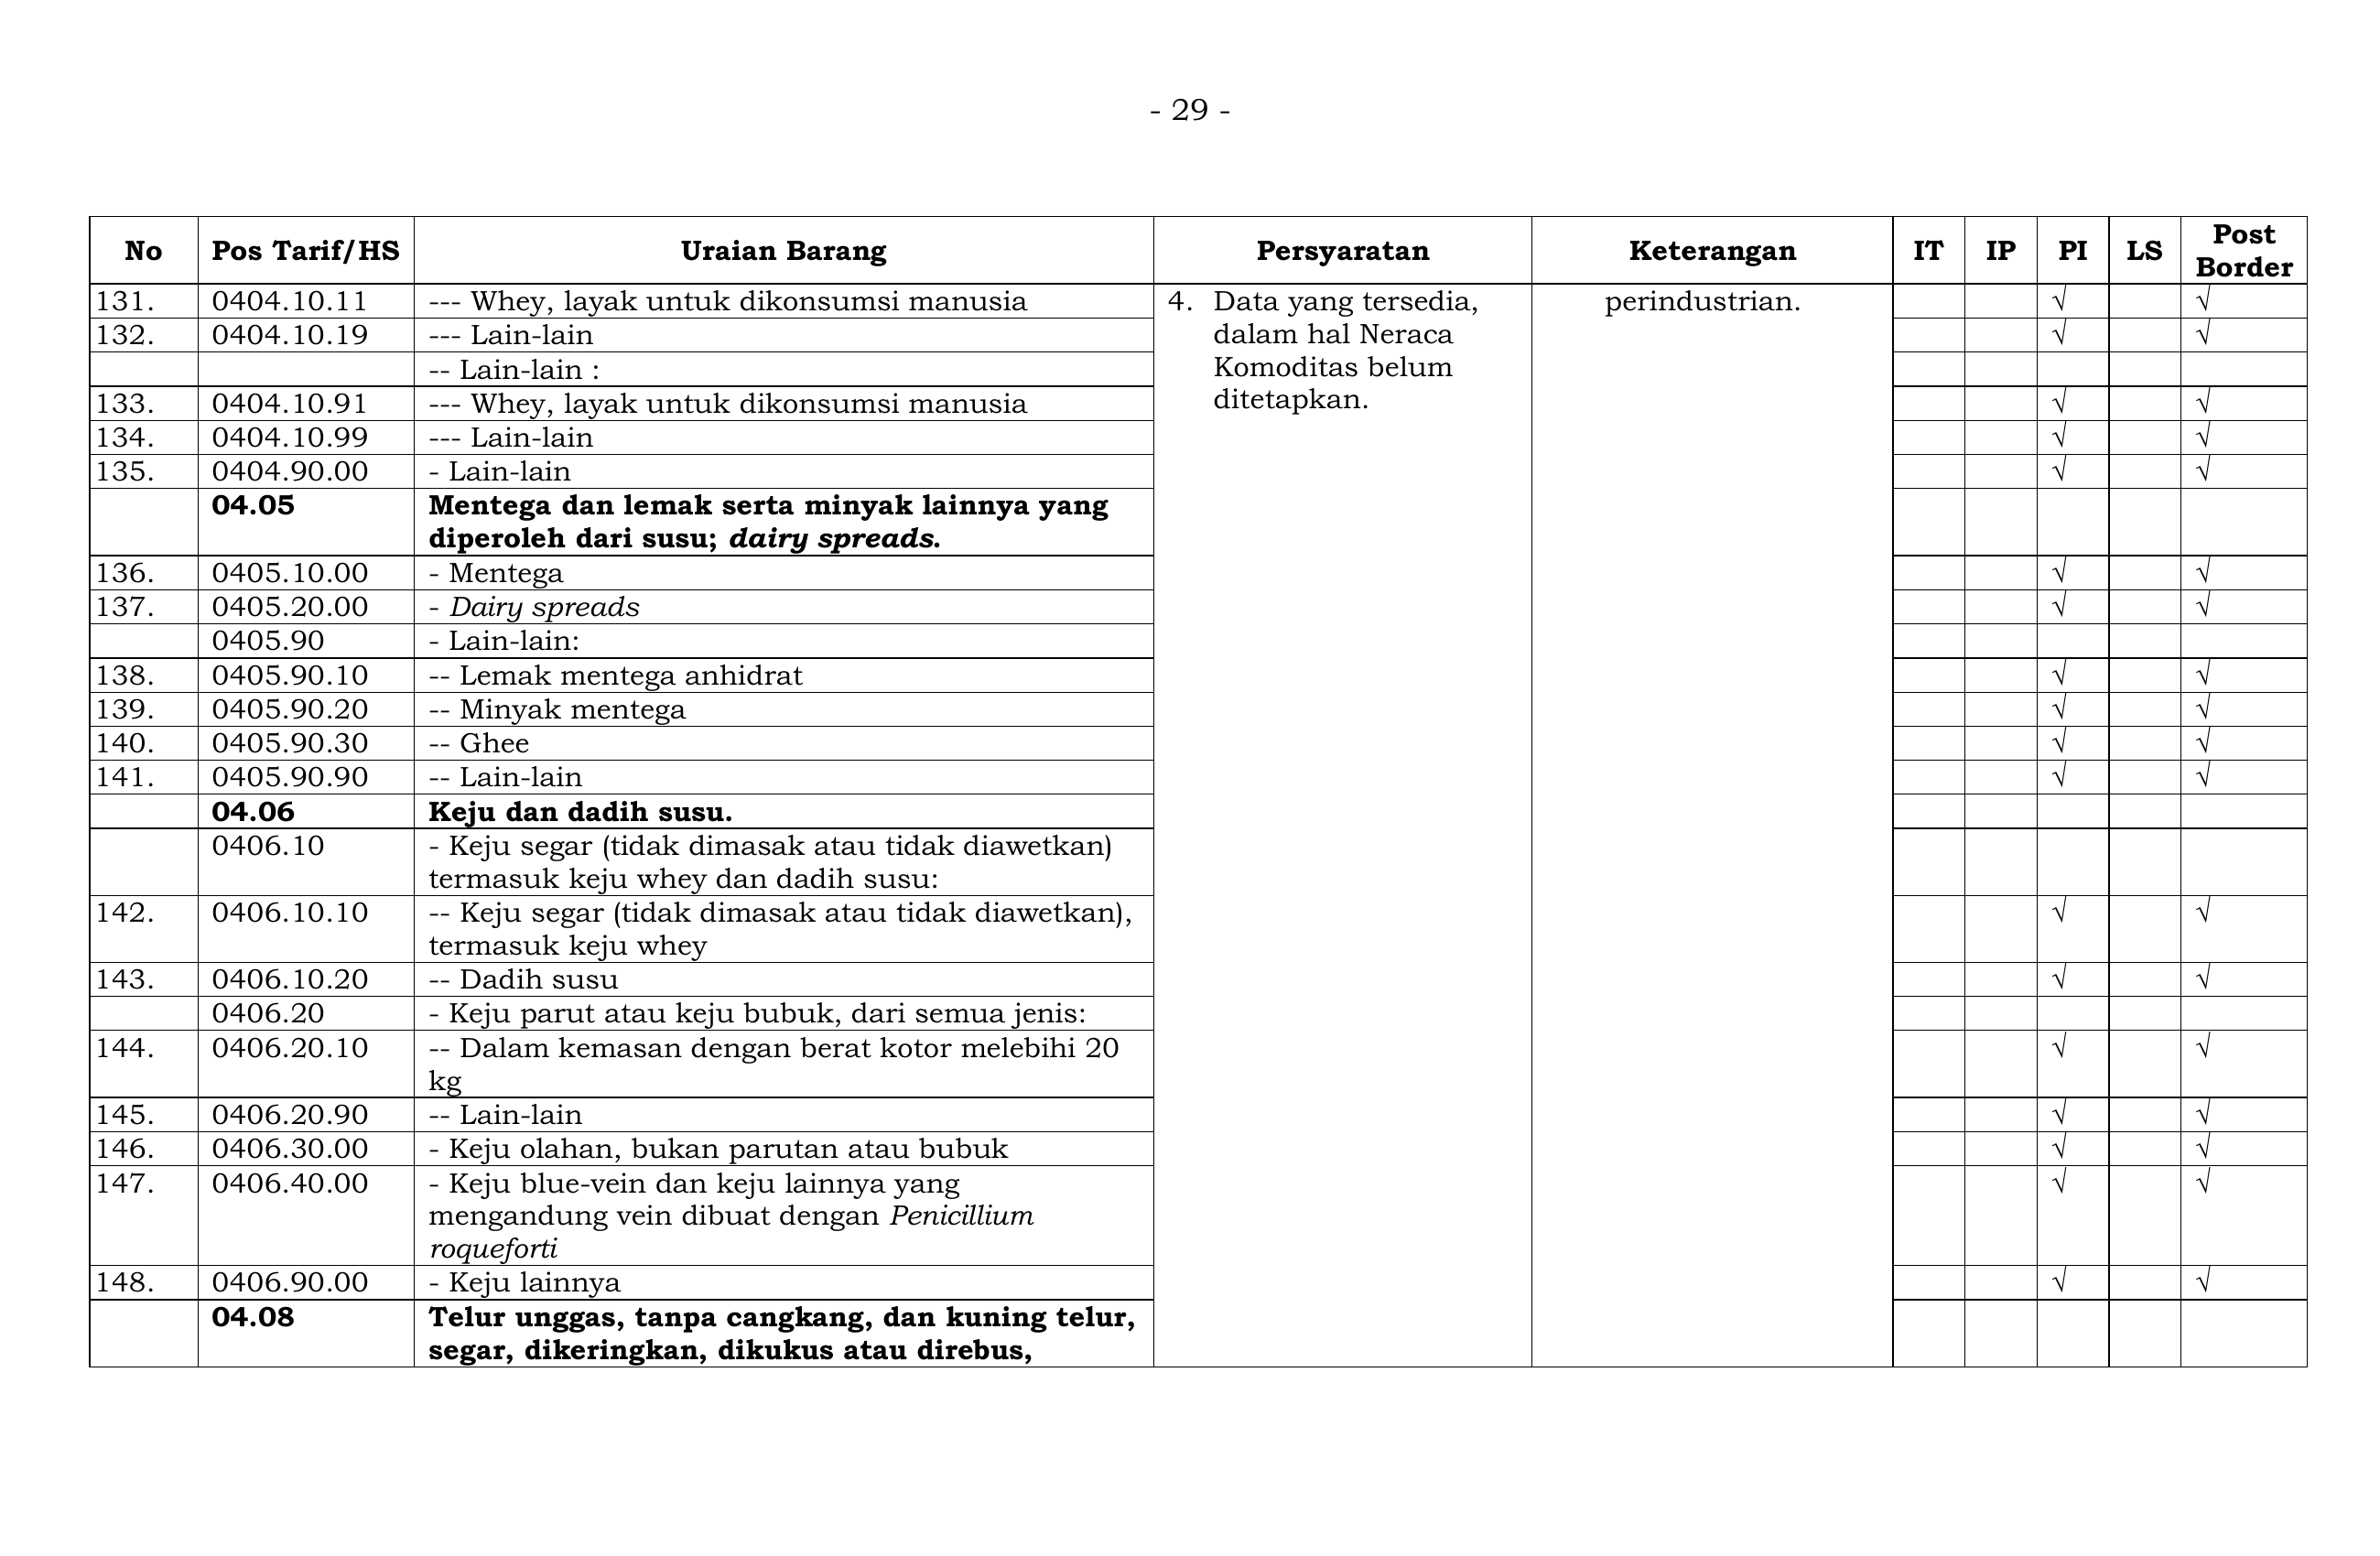 - 29 -
No Pos Tarif/HS Uraian Barang Persyaratan Keterangan IT IP PI LS Post Border
131. 0404.10.11 --- Whey, layak untuk dikonsumsi manusia 4. Data yang tersedia, perindustrian. √ √
132. 0404.10.19 --- Lain-lain dalam hal Neraca √ √
-- Lain-lain : Komoditas belum
133. 0404.10.91 --- Whey, layak untuk dikonsumsi manusia ditetapkan. √ √
134. 0404.10.99 --- Lain-lain √ √
135. 0404.90.00 - Lain-lain √ √
04.05 Mentega dan lemak serta minyak lainnya yang
diperoleh dari susu; dairy spreads.
136. 0405.10.00 - Mentega √ √
137. 0405.20.00 - Dairy spreads √ √
0405.90 - Lain-lain:
138. 0405.90.10 -- Lemak mentega anhidrat √ √
139. 0405.90.20 -- Minyak mentega √ √
140. 0405.90.30 -- Ghee √ √
141. 0405.90.90 -- Lain-lain √ √
04.06 Keju dan dadih susu.
0406.10 - Keju segar (tidak dimasak atau tidak diawetkan)
termasuk keju whey dan dadih susu:
142. 0406.10.10 -- Keju segar (tidak dimasak atau tidak diawetkan), √ √
termasuk keju whey
143. 0406.10.20 -- Dadih susu √ √
0406.20 - Keju parut atau keju bubuk, dari semua jenis:
144. 0406.20.10 -- Dalam kemasan dengan berat kotor melebihi 20 √ √
kg
145. 0406.20.90 -- Lain-lain √ √
146. 0406.30.00 - Keju olahan, bukan parutan atau bubuk √ √
147. 0406.40.00 - Keju blue-vein dan keju lainnya yang √ √
mengandung vein dibuat dengan Penicillium
roqueforti
148. 0406.90.00 - Keju lainnya √ √
04.08 Telur unggas, tanpa cangkang, dan kuning telur,
segar, dikeringkan, dikukus atau direbus,